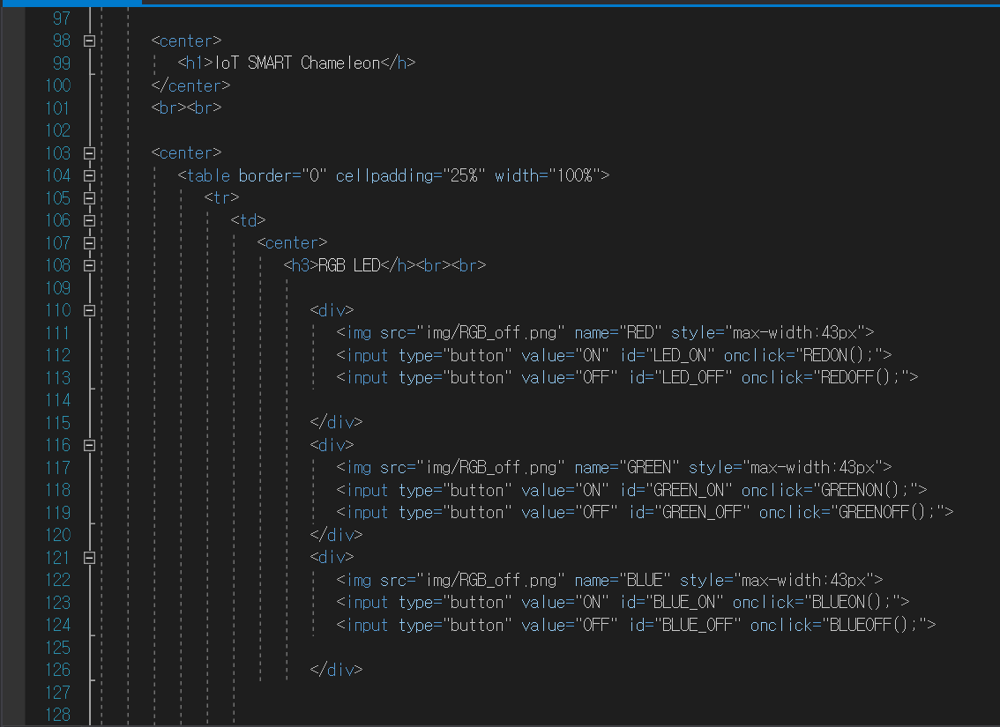 97
98 <center>
99 <h1>IoT SMART Chameleon</h>
100 </center>
101 <br><br>
102
103 <center>
104 <table border="0" cellpadding="25%" width="100%">
105 <tr>
106 <td>
107 <center>
108 <h3>RGB LED</h><br><br>
109
110 <div>
111 <img src="img/RGB_off.png" name="RED" style="max-width:43px">
112 <input type="button" value="ON" id="LED_ON" onclick="REDON();">
113 <input type="button" value="OFF" id="LED_OFF" onclick="REDOFF();">
114
115 </div>
116 <div>
117 <img src="img/RGB_off.png" name="GREEN" style="max-width:43px">
118 <input type="button" value="ON" id="GREEN_ON" onclick="GREENON();">
119 <input type="button" value="OFF" id="GREEN_OFF" onclick="GREENOFF();">
120 </div>
121 <div>
122 <img src="img/RGB_off.png" name="BLUE" style="max-width:43px">
123 <input type="button" value="ON" id="BLUE_ON" onclick="BLUEON();">
124 <input type="button" value="OFF" id="BLUE_OFF" onclick="BLUEOFF();">
125
126 </div>
127
128